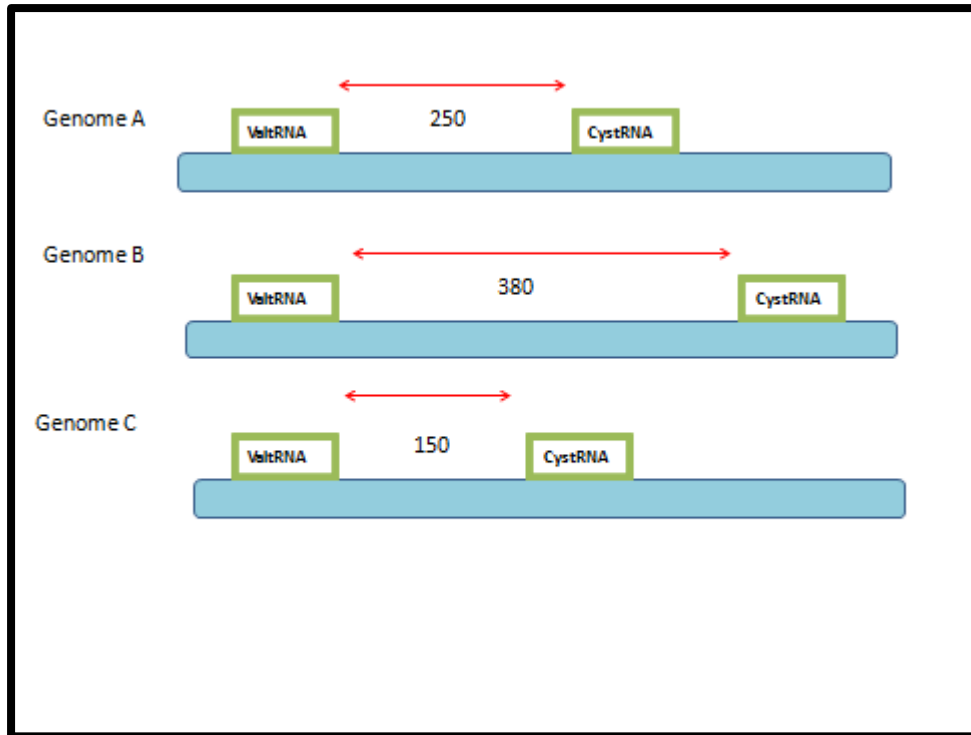 Genome A
250
ValtRNA
CystRNA
Genome B
380
ValtRNA
CystRNA
Genome C
150
ValtRNA
CystRNA